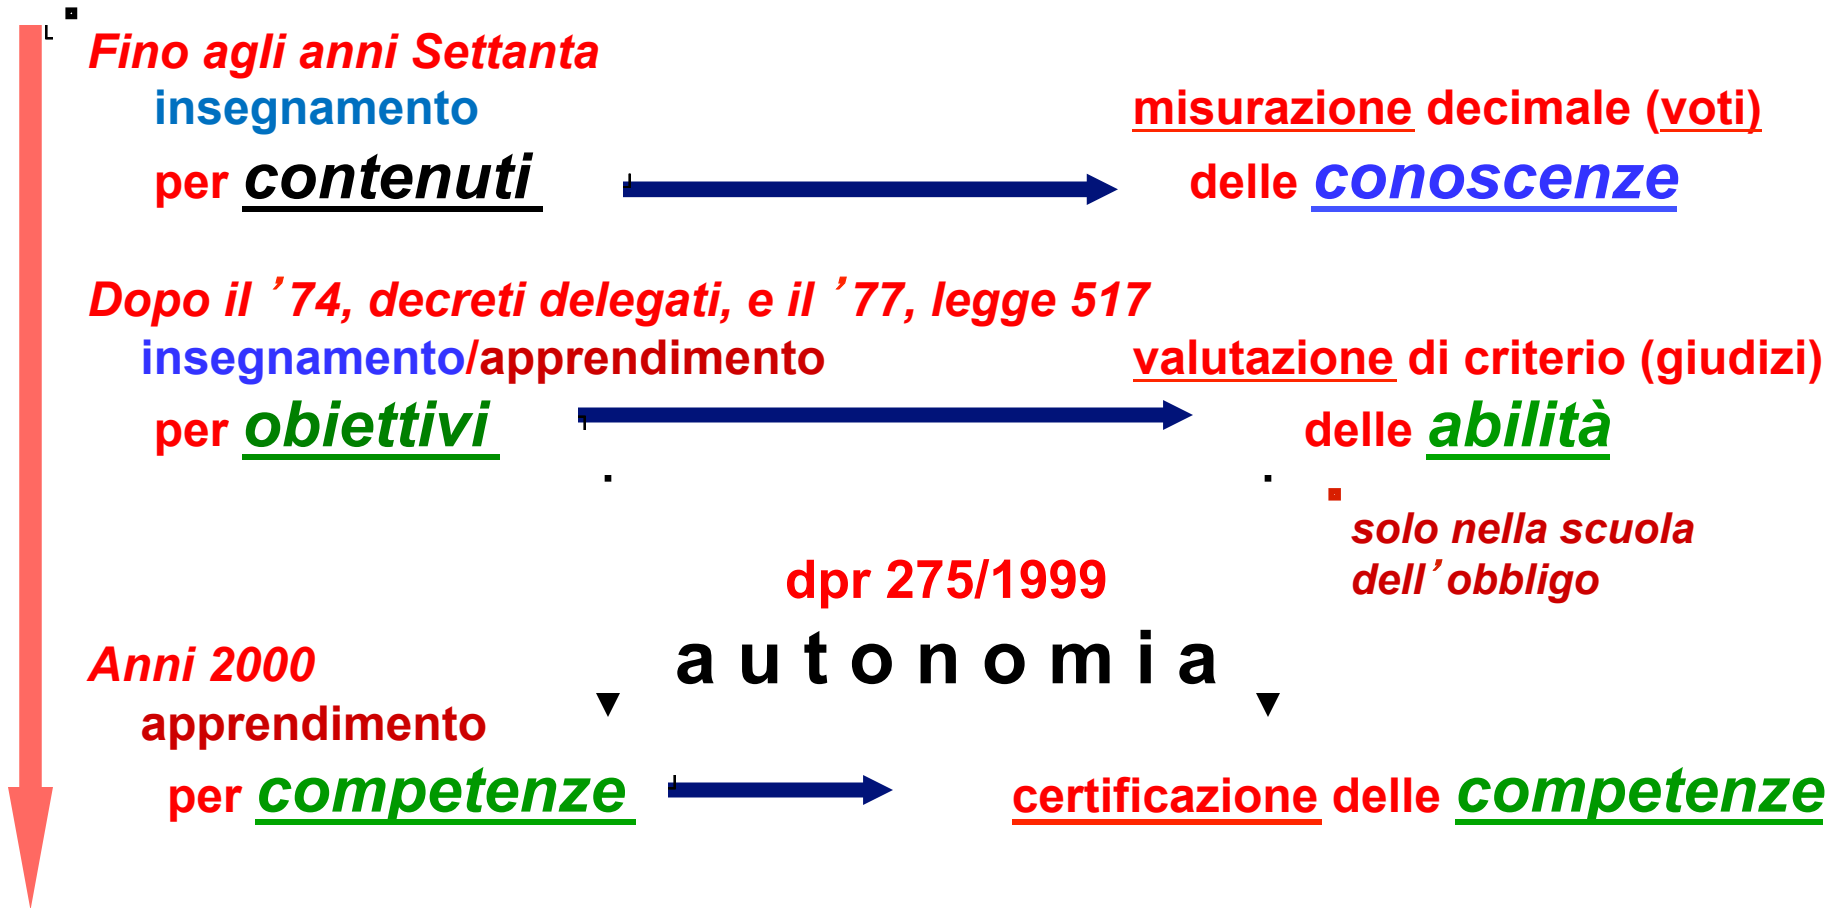 Fino agli anni Settanta
insegnamento
misurazione decimale (voti)
per contenuti
delle conoscenze
Dopo il ’74, decreti delegati, e il ’77, legge 517
insegnamento/apprendimento
valutazione di criterio (giudizi)
per obiettivi
delle abilità
solo nella scuola
dell’obbligo
dpr 275/1999
autonomia
Anni 2000
apprendimento
per competenze
certificazione delle competenze